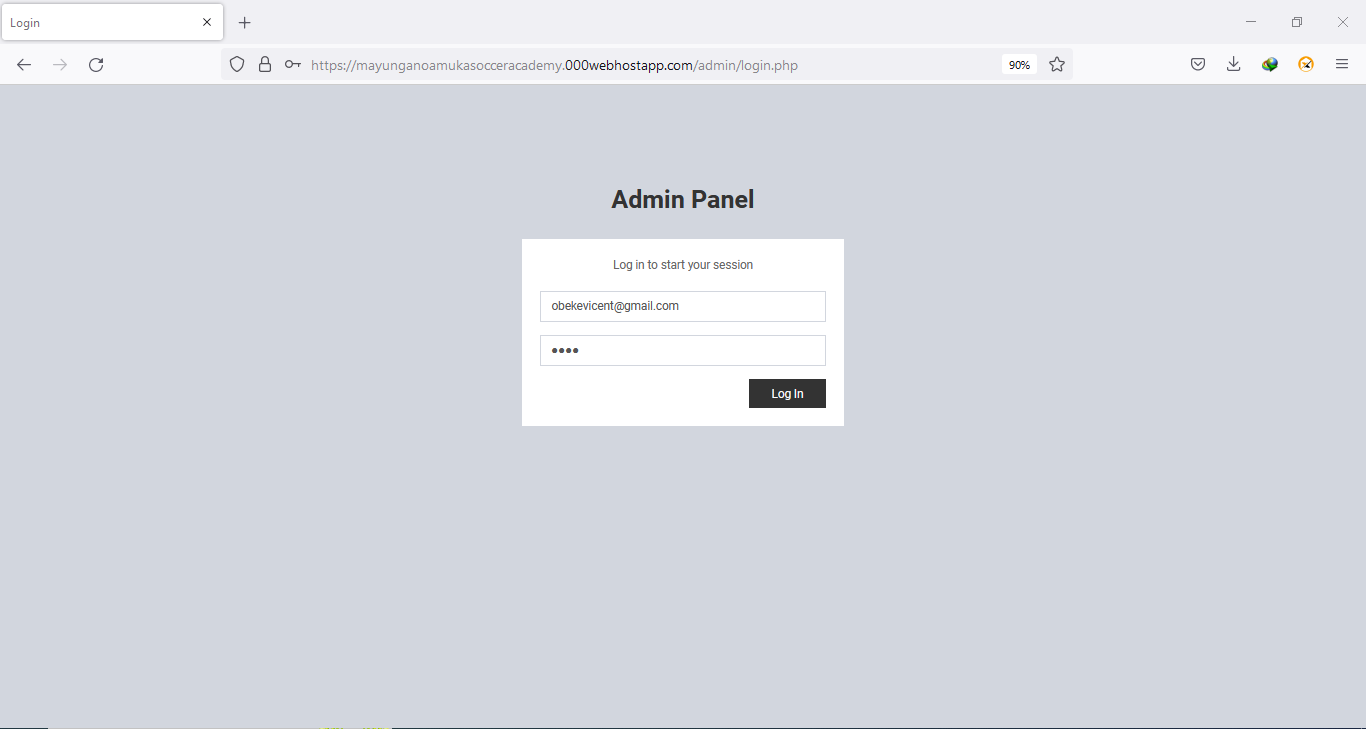 Login
https://mayunganoamukasocceracademy.000webhostapp.com/admin/login.php
90%
Admin Panel
Log in to start your session
obekevicent@gmail.com
••••
Log In